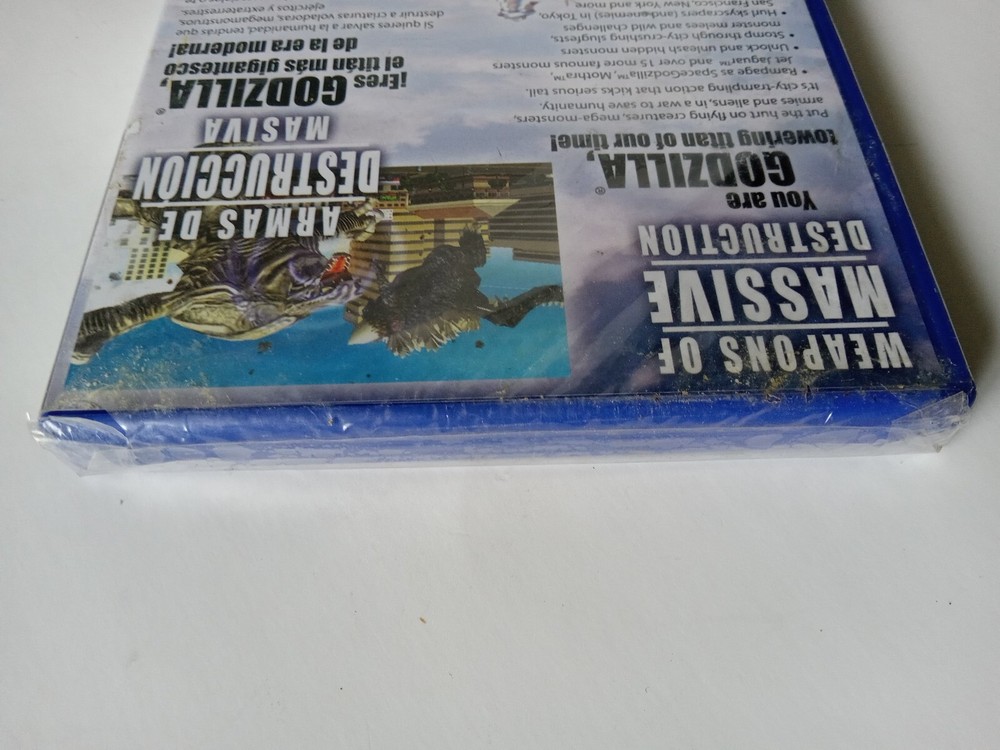 WEAPONS OF
MASSIVE
DESTRUCTION
You are
GODZILLA,®
towering titan of our time!
Put the hurt on flying creatures, mega-monsters,
armies and aliens, in a war to save humanity.
It's city-trampling action that kicks serious tail.
• Rampage as SpaceGodzilla™, Mothra™,
Jet Jaguar™ and over 15 more famous monsters
• Unlock and unleash hidden monsters
• Stomp through city-crushing slugfests,
monster melees and wild challenges
• Hurl skyscrapers (and enemies) in Tokyo,
San Francisco, New York and more
ARMAS DE
DESTRUCCIÓN
MASIVA
¡Eres GODZILLA,®
el titán más gigantesco
de la era moderna!
Si quieres salvar a la humanidad, tendrás que
destruir a criaturas voladoras, megamonstruos,
ejércitos y extraterrestres.